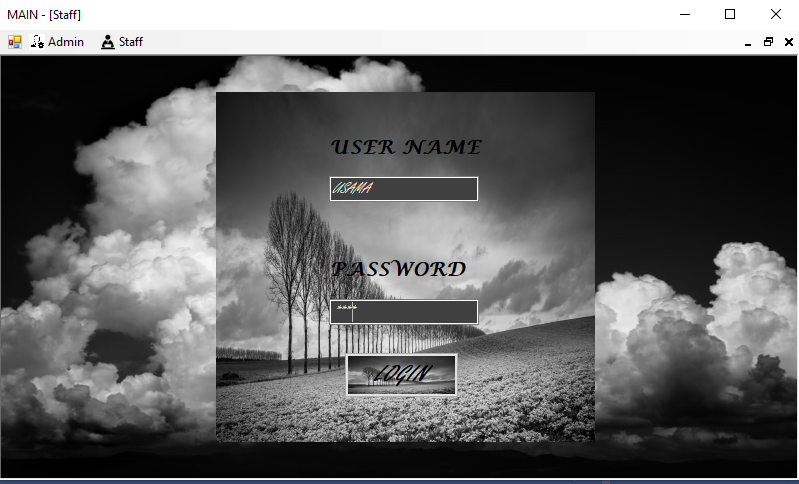 MAIN - [Staff]
Admin Staff
USER NAME
USAMA
PASSWORD
****
LOGIN